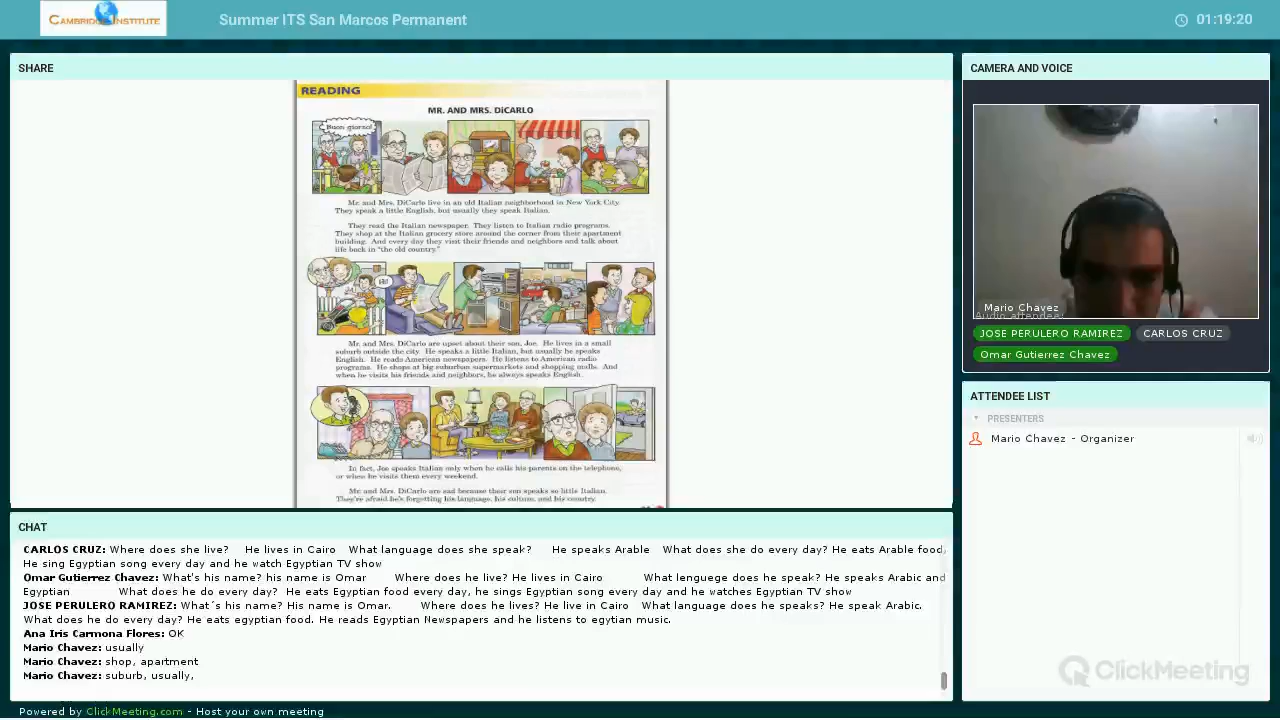 CAMBRIDGE INSTITUTE
Summer ITS San Marcos Permanent
01:19:20
SHARE
READING
MR. AND MRS. DiCARLO
Buon giorno!
Mr. and Mrs. DiCarlo live in an old Italian neighborhood in New York City.
They speak a little English, but usually they speak Italian.
They read the Italian newspaper. They listen to Italian radio programs.
They shop at the Italian grocery store around the corner from their apartment
building. And every day they visit their friends and neighbors and talk about
life back in "the old country."
Hi!
Mr. and Mrs. DiCarlo are upset about their son, Joe. He lives in a small
suburb outside the city. He speaks a little Italian, but usually he speaks
English. He reads American newspapers. He listens to American radio
programs. He shops at big suburban supermarkets and shopping malls. And
when he visits his friends and neighbors, he always speaks English.
In fact, Joe speaks Italian only when he calls his parents on the telephone,
or when he visits them every weekend.
Mr. and Mrs. DiCarlo are sad because their son speaks so little Italian.
They're afraid he's forgetting his language, his culture, and his country.
CAMERA AND VOICE
Mario Chavez
Audio attendees
JOSE PERULERO RAMIREZ CARLOS CRUZ
Omar Gutierrez Chavez
ATTENDEE LIST
PRESENTERS
Mario Chavez - Organizer
ClickMeeting
CHAT
CARLOS CRUZ: Where does she live? He lives in Cairo What language does she speak? He speaks Arable What does she do every day? He eats Arable food,
He sing Egyptian song every day and he watch Egyptian TV show
Omar Gutierrez Chavez: What's his name? his name is Omar Where does he live? He lives in Cairo What lenguege does he speak? He speaks Arabic and
Egyptian What does he do every day? He eats Egyptian food every day, he sings Egyptian song every day and he watches Egyptian TV show
JOSE PERULERO RAMIREZ: What´s his name? His name is Omar. Where does he lives? He live in Cairo What language does he speaks? He speak Arabic.
What does he do every day? He eats egyptian food. He reads Egyptian Newspapers and he listens to egytian music.
Ana Iris Carmona Flores: OK
Mario Chavez: usually
Mario Chavez: shop, apartment
Mario Chavez: suburb, usually,
Powered by ClickMeeting.com - Host your own meeting